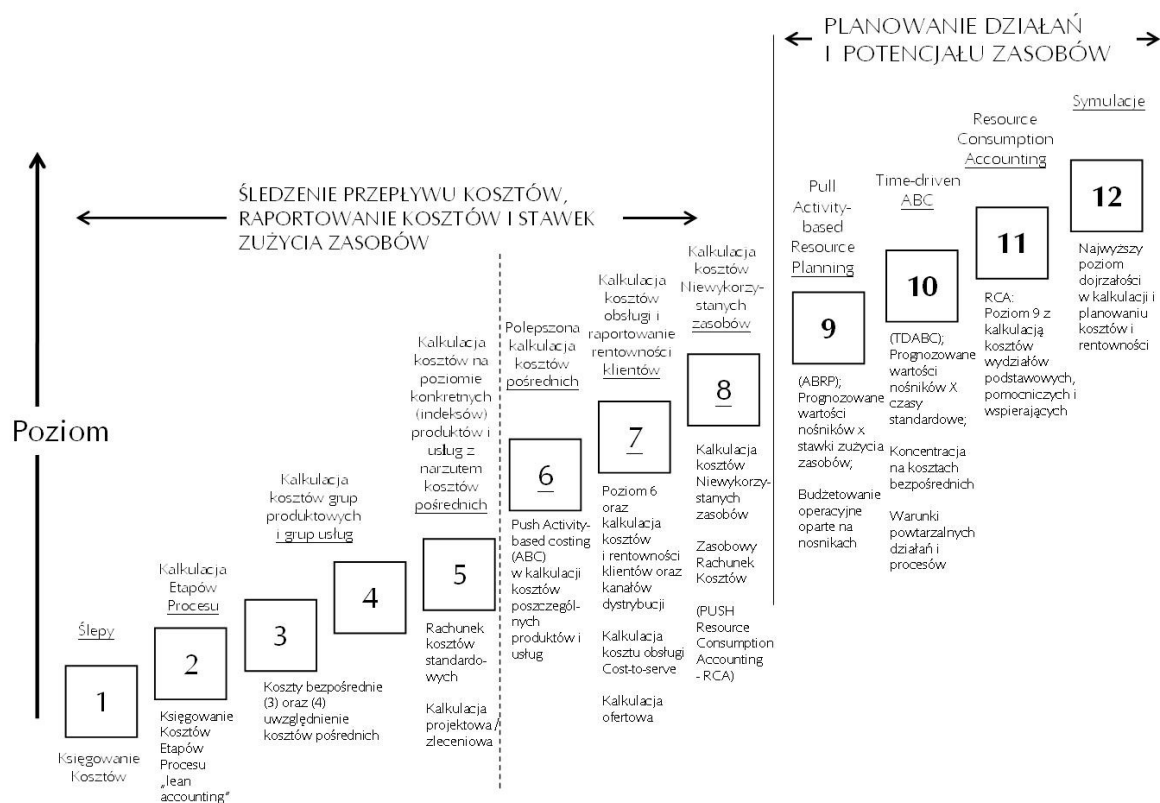 PLANOWANIE DZIAŁAŃ
I POTENCJAŁU ZASOBÓW
ŚLEDZENIE PRZEPŁYWU KOSZTÓW,
RAPORTOWANIE KOSZTÓW I STAWEK
ZUŻYCIA ZASOBÓW
Poziom
Ślepy
1
Księgowanie
Kosztów
Kalkulacja
Etapów
Procesu
2
Księgowanie
Kosztów
Etapów
Procesu
„lean
accounting”
Kalkulacja
kosztów grup
produktowych
i grup usług
3
4
Koszty bezpośrednie
(3) oraz (4)
uwzględnienie
kosztów pośrednich
Kalkulacja
kosztów na
poziomie
konkretnych
(indeksów)
produktów i
usług z
narzutem
kosztów
pośrednich
5
Rachunek
kosztów
standardo-
wych
Kalkulacja
projektowa /
zleceniowa
Polepszona
kalkulacja
kosztów
pośrednich
6
Push Activity-
based costing
(ABC)
w kalkulacji
kosztów
poszczegól-
nych
produktów i
usług
Kalkulacja
kosztów
obsługi i
raportowanie
rentowności
klientów
7
Poziom 6
oraz
kalkulacja
kosztów
i rentowności
klientów oraz
kanałów
dystrybucji
Kalkulacja
kosztu obsługi
Cost-to-serve
Kalkulacja
ofertowa
Kalkulacja
kosztów
Niewykorzy-
stanych
zasobów
8
Kalkulacja
kosztów
Niewykorzy-
stanych
zasobów
Zasobowy
Rachunek
Kosztów
(PUSH
Resource
Consumption
Accounting
- RCA)
Pull
Activity-
based
Resource
Planning
9
(ABRP);
Prognozowane
wartości
nośników x
stawki zużycia
zasobów;
Budżetowanie
operacyjne
oparte na
nosnikach
Time-driven
ABC
10
(TDABC);
Prognozowane
wartości
nośników X
czasy
standardowe;
Koncentracja
na kosztach
bezpośrednich
Warunki
powtarzalnych
działań i
procesów
Resource
Consumption
Accounting
11
RCA:
Poziom 9 z
kalkulacją
kosztów
wydziałów
podstawowych,
pomocniczych i
wspierających
Symulacje
12
Najwyższy
poziom
dojrzałości
w kalkulacji i
planowaniu
kosztów i
rentowności